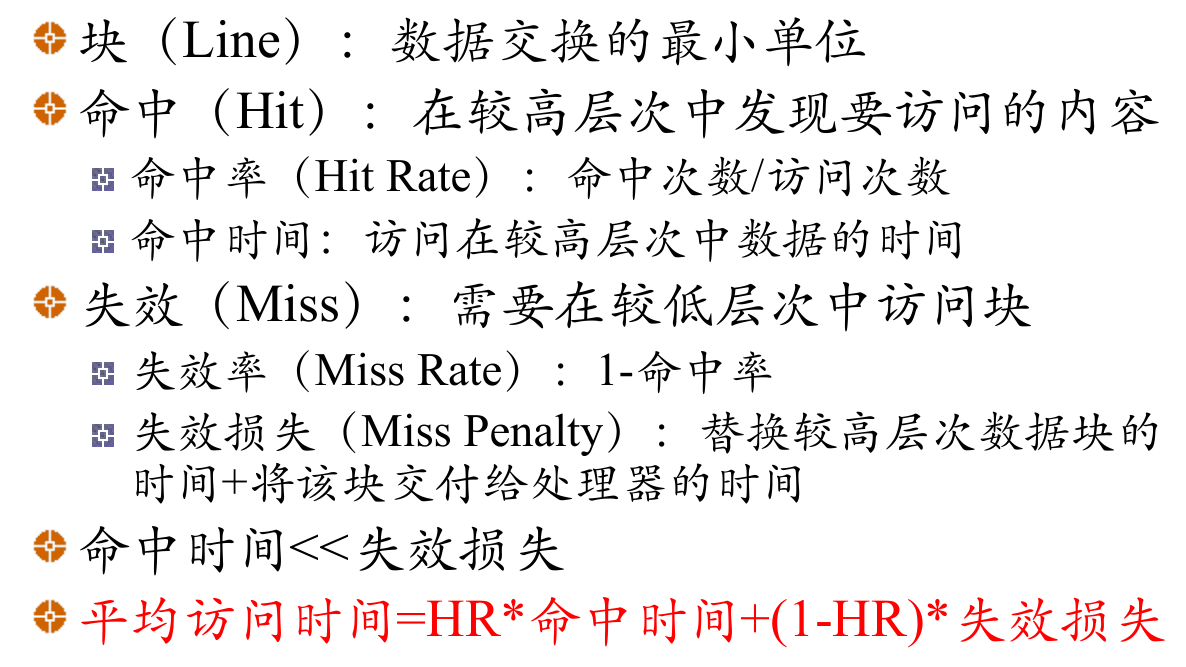 块（Line）：数据交换的最小单位
命中（Hit）：在较高层次中发现要访问的内容
命中率（Hit Rate）：命中次数/访问次数
命中时间：访问在较高层次中数据的时间
失效（Miss）：需要在较低层次中访问块
失效率（Miss Rate）：1-命中率
失效损失（Miss Penalty）：替换较高层次数据块的
时间+将该块交付给处理器的时间
命中时间<<失效损失
平均访问时间=HR*命中时间+(1-HR)*失效损失